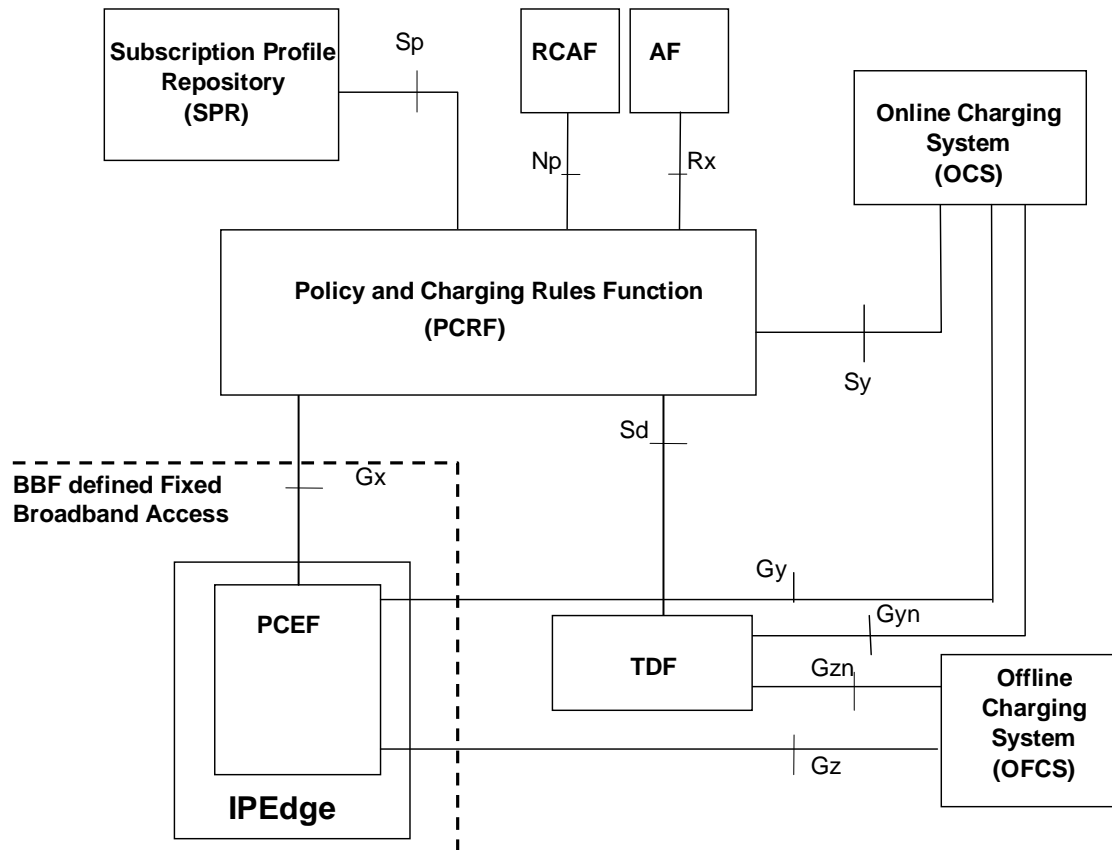 Subscription Profile
Repository
(SPR)
Sp
RCAF
AF
Online Charging
System
(OCS)
Np
Rx
Policy and Charging Rules Function
(PCRF)
Sy
Sd
Gx
BBF defined Fixed
Broadband Access
Gy
Gyn
PCEF
TDF
Gzn
Offline
Charging
System
(OFCS)
Gz
IPEdge